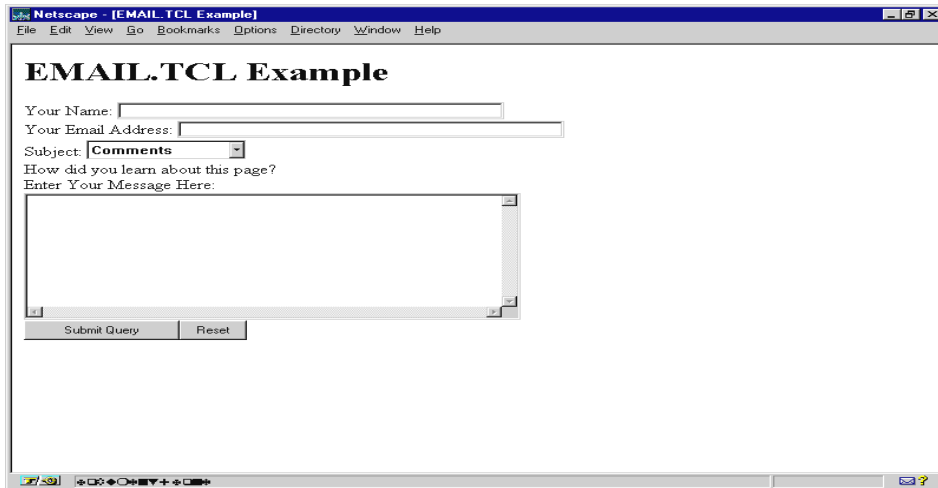 Netscape - [EMAIL.TCL Example]
File Edit View Go Bookmarks Options Directory Window Help
EMAIL.TCL Example
Your Name:
Your Email Address:
Subject: Comments
How did you learn about this page?
Enter Your Message Here:
Submit Query Reset